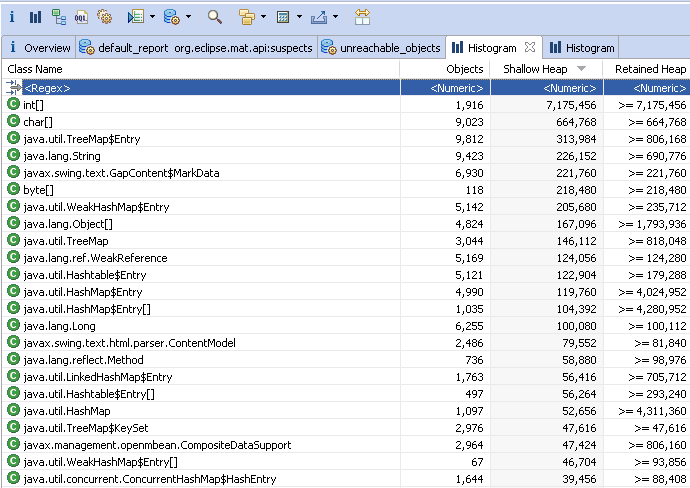 i OQL
i Overview default_report org.eclipse.mat.api:suspects unreachable_objects Histogram Histogram
Class Name Objects Shallow Heap Retained Heap
<Regex> <Numeric> <Numeric> <Numeric>
int[] 1,916 7,175,456 >= 7,175,456
char[] 9,023 664,768 >= 664,768
java.util.TreeMap$Entry 9,812 313,984 >= 806,168
java.lang.String 9,423 226,152 >= 690,776
javax.swing.text.GapContent$MarkData 6,930 221,760 >= 221,760
byte[] 118 218,480 >= 218,480
java.util.WeakHashMap$Entry 5,142 205,680 >= 235,712
java.lang.Object[] 4,824 167,096 >= 1,793,936
java.util.TreeMap 3,044 146,112 >= 818,048
java.lang.ref.WeakReference 5,169 124,056 >= 124,280
java.util.Hashtable$Entry 5,121 122,904 >= 179,288
java.util.HashMap$Entry 4,990 119,760 >= 4,024,952
java.util.HashMap$Entry[] 1,035 104,392 >= 4,280,952
java.lang.Long 6,255 100,080 >= 100,112
javax.swing.text.html.parser.ContentModel 2,486 79,552 >= 81,840
java.lang.reflect.Method 736 58,880 >= 98,976
java.util.LinkedHashMap$Entry 1,763 56,416 >= 705,712
java.util.Hashtable$Entry[] 497 56,264 >= 293,240
java.util.HashMap 1,097 52,656 >= 4,311,360
java.util.TreeMap$KeySet 2,976 47,616 >= 47,616
javax.management.openmbean.CompositeDataSupport 2,964 47,424 >= 806,160
java.util.WeakHashMap$Entry[] 67 46,704 >= 93,856
java.util.concurrent.ConcurrentHashMap$HashEntry 1,644 39,456 >= 88,408